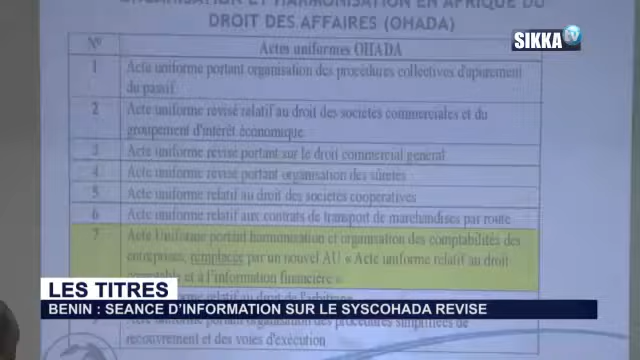 ORGANISATION ET HARMONISATION EN AFRIQUE DU
DROIT DES AFFAIRES (OHADA)
SIKKA TV
N°
Actes uniformes OHADA
1
Acte uniforme portant organisation des procédures collectives d'apurement
du passif
2
Acte uniforme révisé relatif au droit des sociétés commerciales et du
groupement d'intérêt économique
3
Acte uniforme révisé portant sur le droit commercial général
4
Acte uniforme révisé portant organisation des sûretés
5
Acte uniforme relatif au droit des sociétés coopératives
6
Acte uniforme relatif aux contrats de transport de marchandises par route
7
Acte Uniforme portant harmonisation et organisation des comptabilités des
entreprises, remplacée par un nouvel AU « Acte uniforme relatif au droit
comptable et à l'information financière »
LES TITRES
relatif au droit de l'arbitrage
BENIN : SEANCE D'INFORMATION SUR LE SYSCOHADA REVISE
Acte uniforme portant organisation des procédures simplifiées de
recouvrement et des voies d'exécution